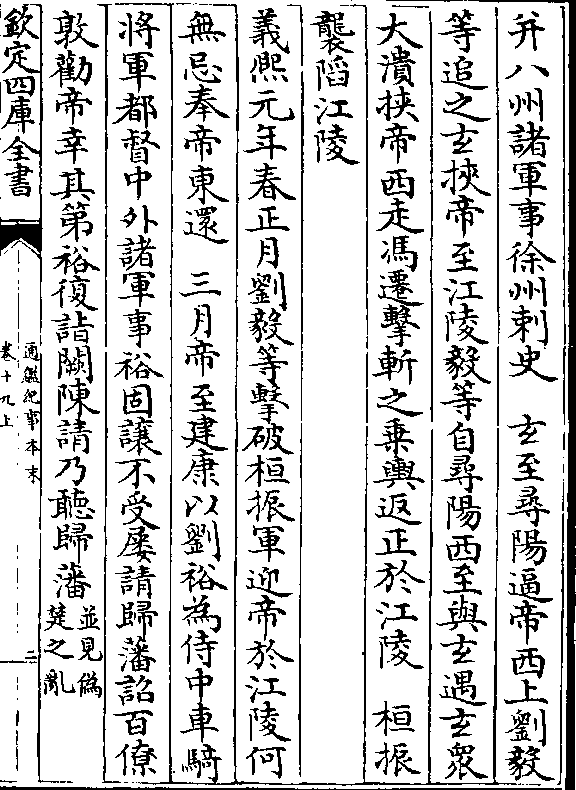 并八州諸軍事徐州刺史　玄至尋陽逼帝西上劉毅
等追之玄挾帝至江陵毅等自尋陽西至與玄遇玄衆
大潰挾帝西走馮遷擊斬之乗輿返正於江陵　桓振
襲䧟江陵
義熙元年春正月劉毅等擊破桓振軍迎帝於江陵何
無忌奉帝東還　三月帝至建康以劉裕為侍中車騎
將軍都督中外諸軍事裕固讓不受屡請歸藩詔百僚
敦勸帝幸其第裕復詣闕陳請乃聽歸藩並見偽楚之亂
欽定四庫全書
通鑑紀事本末
卷十九上
二